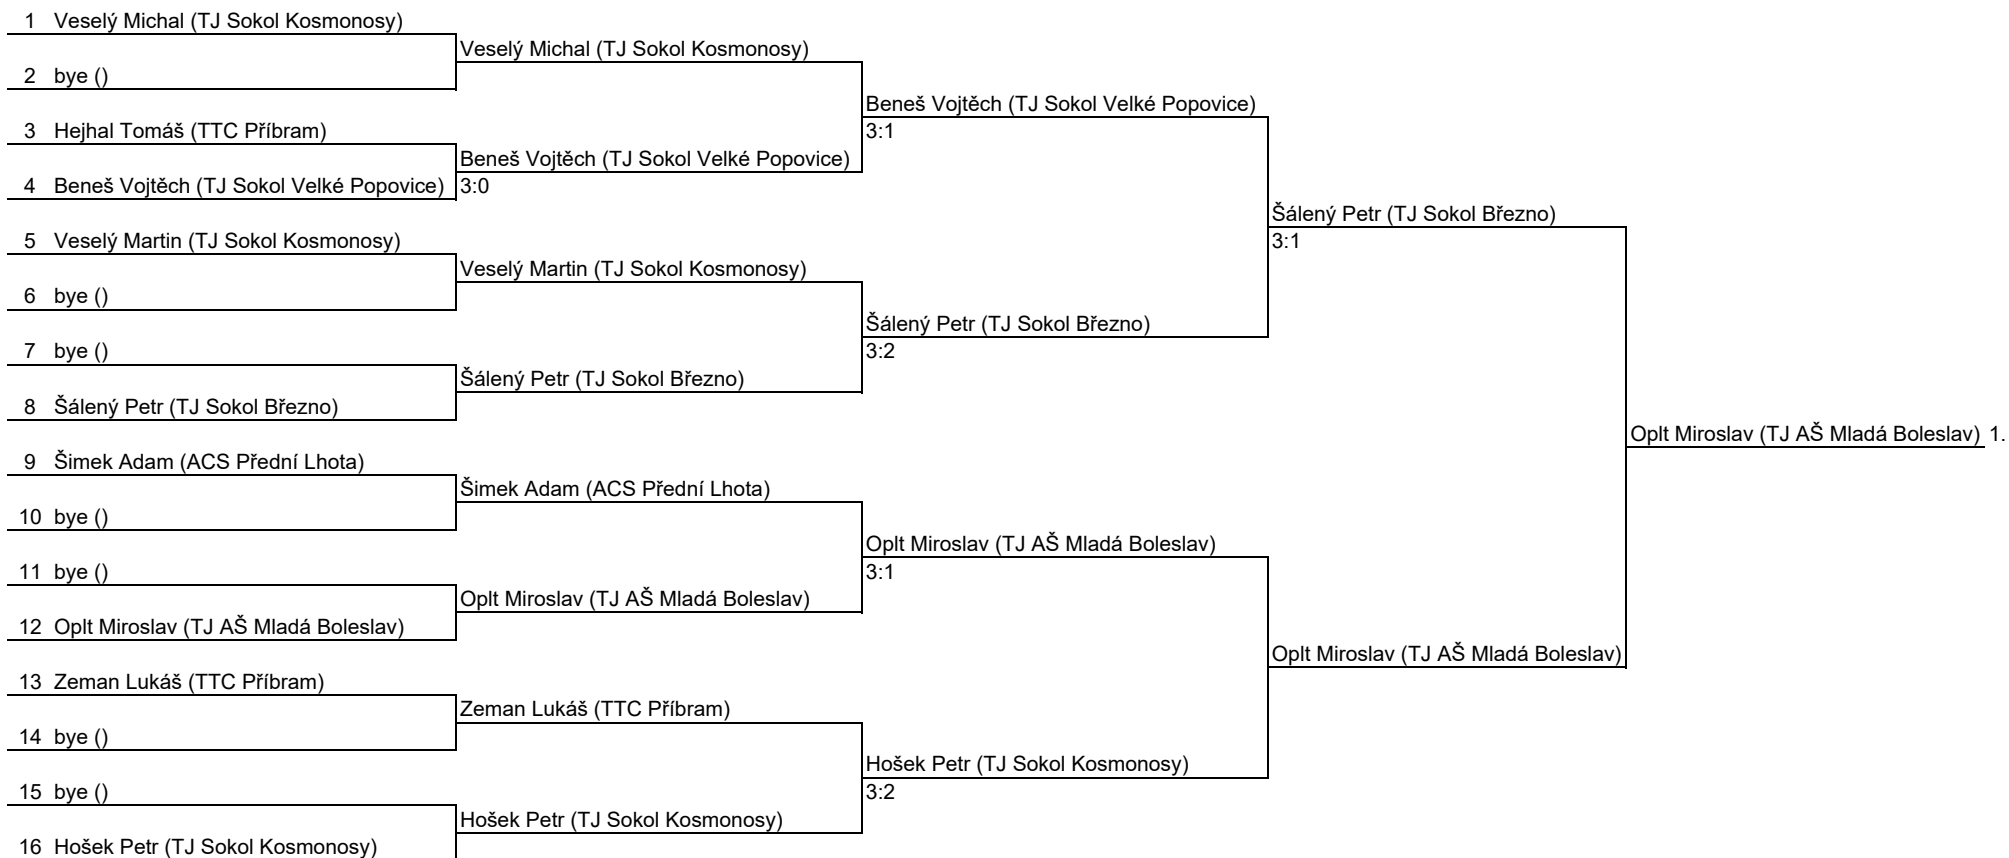 1 Veselý Michal (TJ Sokol Kosmonosy)
Veselý Michal (TJ Sokol Kosmonosy)
2 bye ()
Beneš Vojtěch (TJ Sokol Velké Popovice)
3 Hejhal Tomáš (TTC Příbram)
3:1
Beneš Vojtěch (TJ Sokol Velké Popovice)
4 Beneš Vojtěch (TJ Sokol Velké Popovice)
3:0
Šálený Petr (TJ Sokol Březno)
5 Veselý Martin (TJ Sokol Kosmonosy)
3:1
Veselý Martin (TJ Sokol Kosmonosy)
6 bye ()
Šálený Petr (TJ Sokol Březno)
7 bye ()
3:2
Šálený Petr (TJ Sokol Březno)
8 Šálený Petr (TJ Sokol Březno)
Oplt Miroslav (TJ AŠ Mladá Boleslav) 1.
9 Šimek Adam (ACS Přední Lhota)
Šimek Adam (ACS Přední Lhota)
10 bye ()
Oplt Miroslav (TJ AŠ Mladá Boleslav)
11 bye ()
3:1
Oplt Miroslav (TJ AŠ Mladá Boleslav)
12 Oplt Miroslav (TJ AŠ Mladá Boleslav)
Oplt Miroslav (TJ AŠ Mladá Boleslav)
13 Zeman Lukáš (TTC Příbram)
Zeman Lukáš (TTC Příbram)
14 bye ()
Hošek Petr (TJ Sokol Kosmonosy)
15 bye ()
3:2
Hošek Petr (TJ Sokol Kosmonosy)
16 Hošek Petr (TJ Sokol Kosmonosy)